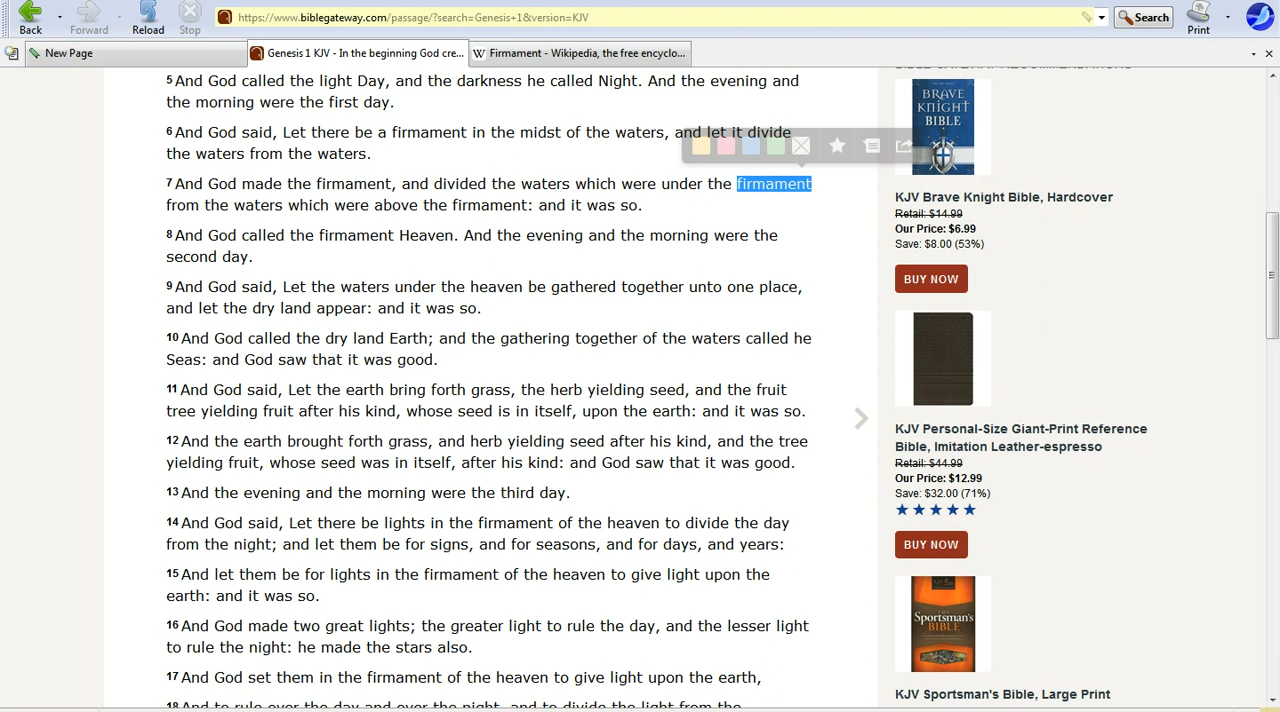 Back
Forward
Reload
Stop
https://www.biblegateway.com/passage/?search=Genesis+1&version=KJV
Search
Print
New Page
Genesis 1 KJV - In the beginning God cre...
W Firmament - Wikipedia, the free encyclo...
5 And God called the light Day, and the darkness he called Night. And the evening and
the morning were the first day.
6 And God said, Let there be a firmament in the midst of the waters, and let it divide
the waters from the waters.
7 And God made the firmament, and divided the waters which were under the firmament
from the waters which were above the firmament: and it was so.
8 And God called the firmament Heaven. And the evening and the morning were the
second day.
9 And God said, Let the waters under the heaven be gathered together unto one place,
and let the dry land appear: and it was so.
10 And God called the dry land Earth; and the gathering together of the waters called he
Seas: and God saw that it was good.
11 And God said, Let the earth bring forth grass, the herb yielding seed, and the fruit
tree yielding fruit after his kind, whose seed is in itself, upon the earth: and it was so.
12 And the earth brought forth grass, and herb yielding seed after his kind, and the tree
yielding fruit, whose seed was in itself, after his kind: and God saw that it was good.
13 And the evening and the morning were the third day.
14 And God said, Let there be lights in the firmament of the heaven to divide the day
from the night; and let them be for signs, and for seasons, and for days, and years:
15 And let them be for lights in the firmament of the heaven to give light upon the
earth: and it was so.
16 And God made two great lights; the greater light to rule the day, and the lesser light
to rule the night: he made the stars also.
17 And God set them in the firmament of the heaven to give light upon the earth,
18 And to rule over the day and over the night, and to divide the light from the
BRAVE
KNIGHT
BIBLE
KJV Brave Knight Bible, Hardcover
Retail: $14.99
Our Price: $6.99
Save: $8.00 (53%)
BUY NOW
KJV Personal-Size Giant-Print Reference
Bible, Imitation Leather-espresso
Retail: $44.99
Our Price: $12.99
Save: $32.00 (71%)
BUY NOW
KJV
THE
Sportsman's
BIBLE
KJV Sportsman's Bible, Large Print